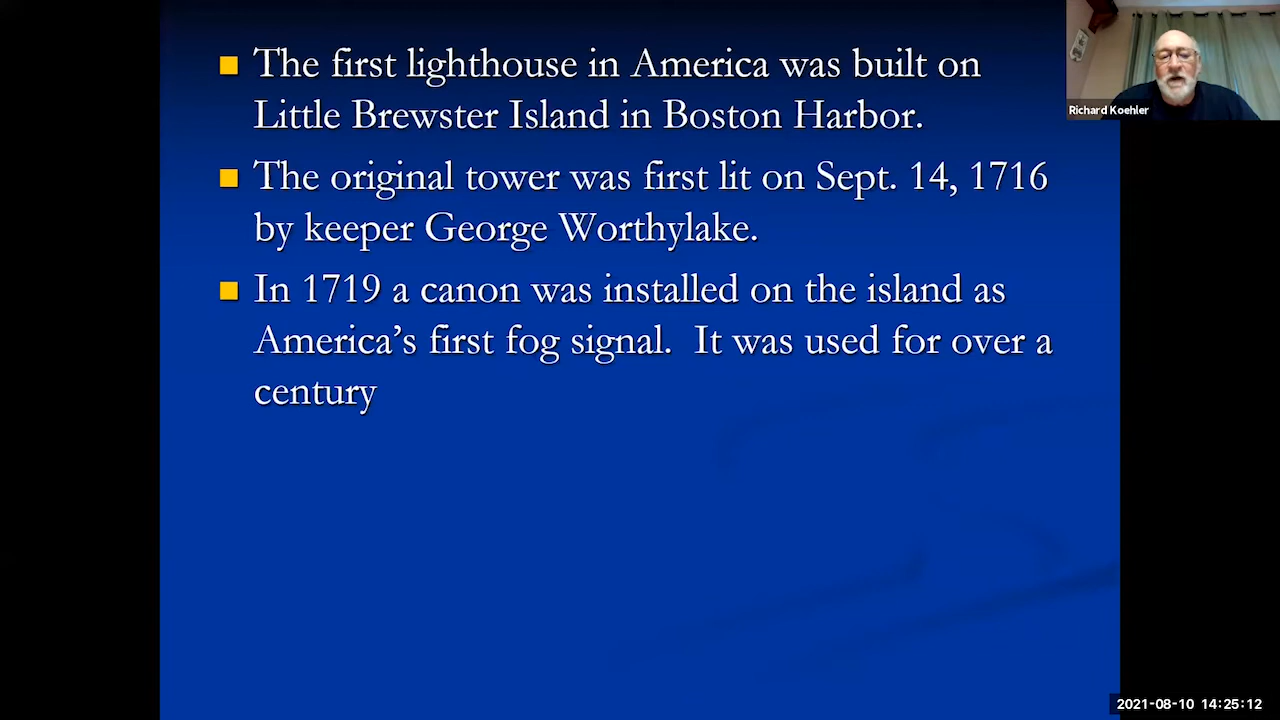 The first lighthouse in America was built on
Little Brewster Island in Boston Harbor.
The original tower was first lit on Sept. 14, 1716
by keeper George Worthylake.
In 1719 a canon was installed on the island as
America's first fog signal.  It was used for over a
century
Richard Koehler
2021-08-10 14:25:12